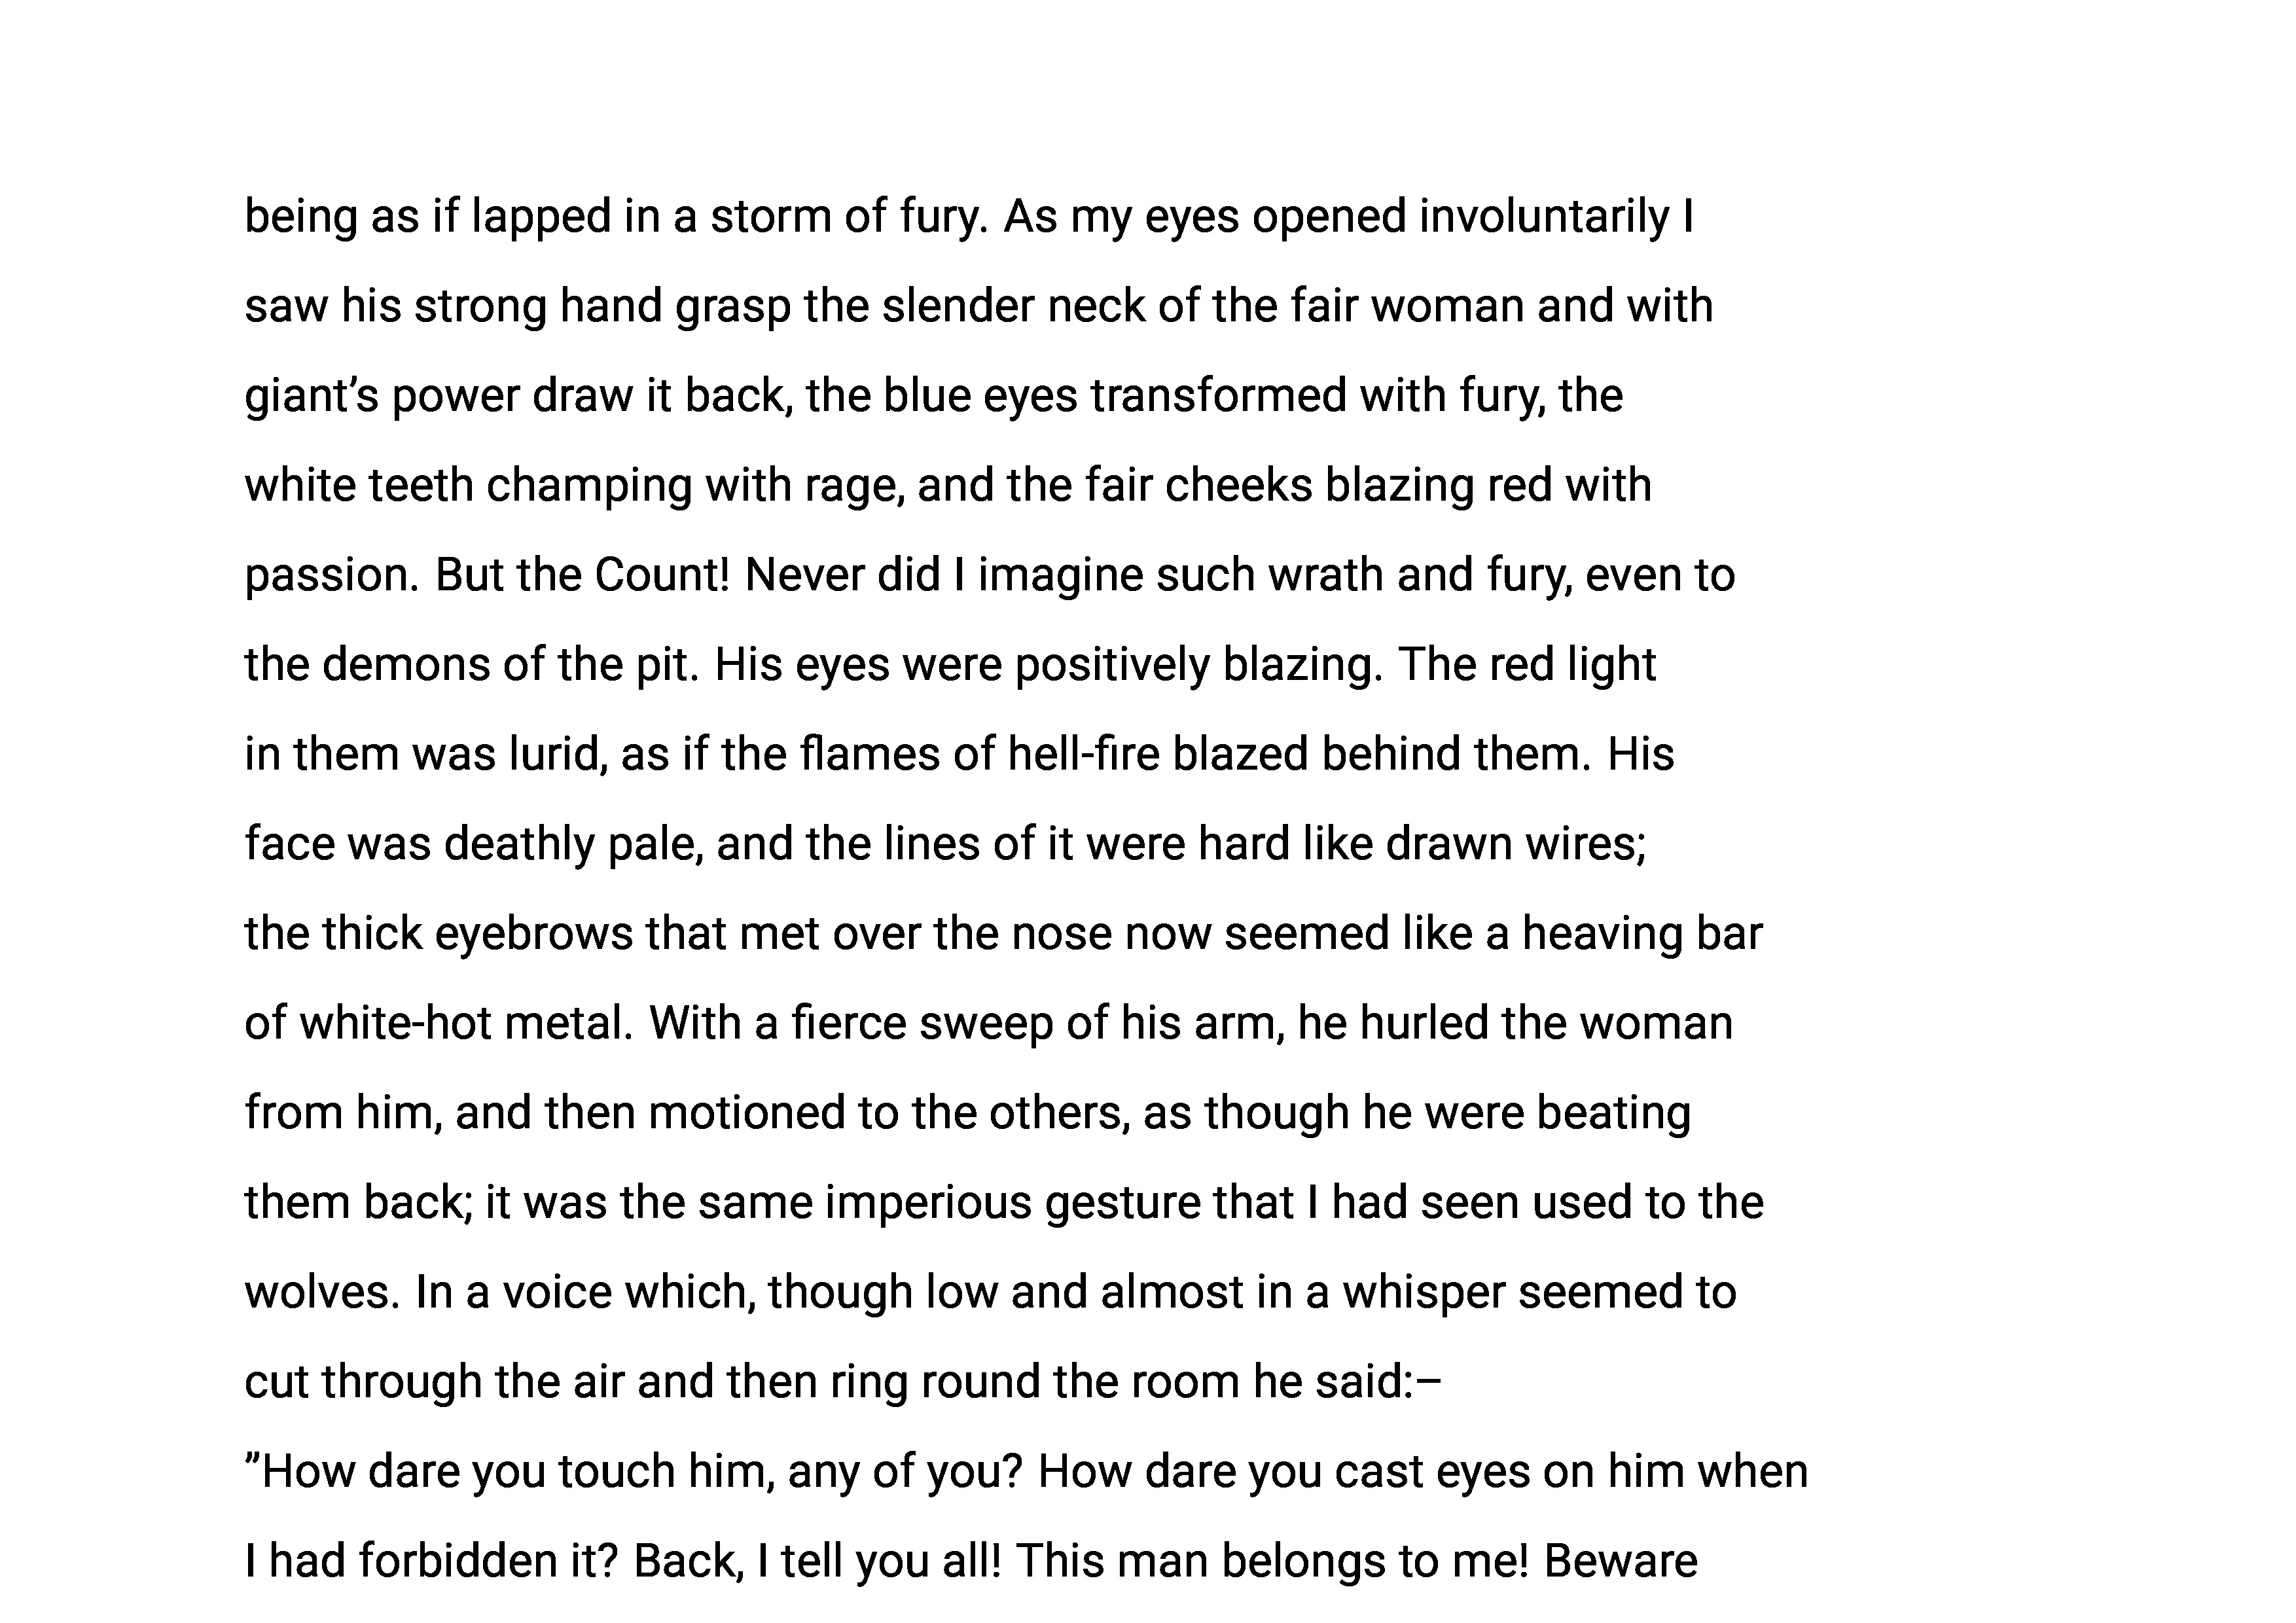 being as if lapped in a storm of fury. As my eyes opened involuntarily I
saw his strong hand grasp the slender neck of the fair woman and with
giant’s power draw it back, the blue eyes transformed with fury, the
white teeth champing with rage, and the fair cheeks blazing red with
passion. But the Count! Never did I imagine such wrath and fury, even to
the demons of the pit. His eyes were positively blazing. The red light
in them was lurid, as if the flames of hell-fire blazed behind them. His
face was deathly pale, and the lines of it were hard like drawn wires;
the thick eyebrows that met over the nose now seemed like a heaving bar
of white-hot metal. With a fierce sweep of his arm, he hurled the woman
from him, and then motioned to the others, as though he were beating
them back; it was the same imperious gesture that I had seen used to the
wolves. In a voice which, though low and almost in a whisper seemed to
cut through the air and then ring round the room he said:–
”How dare you touch him, any of you? How dare you cast eyes on him when
I had forbidden it? Back, I tell you all! This man belongs to me! Beware